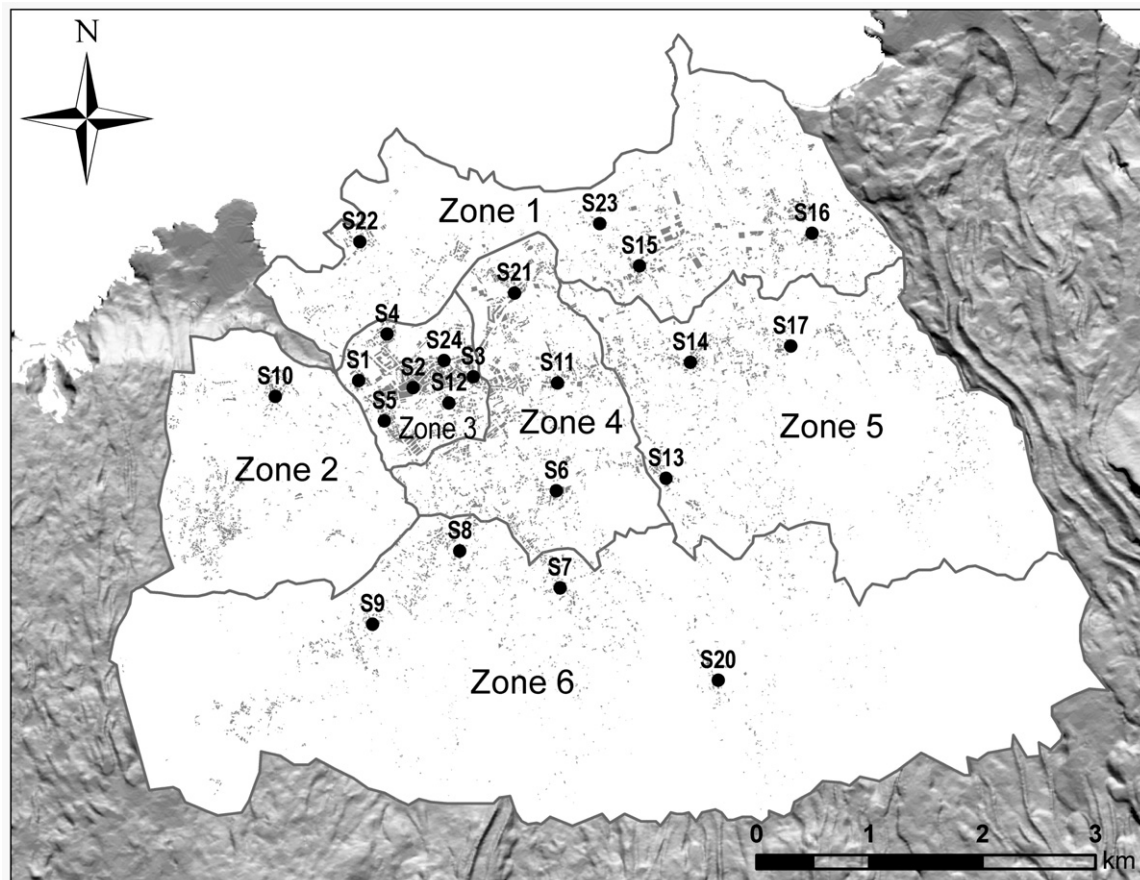 N
Zone 1
S22
S23
S16
S15
S21
S4
S24
S3
S1
S2
S12
S5
Zone 3
S10
Zone 2
S11
Zone 4
S14
S17
Zone 5
S13
S6
S8
S7
S9
Zone 6
S20
0 1 2 3
km